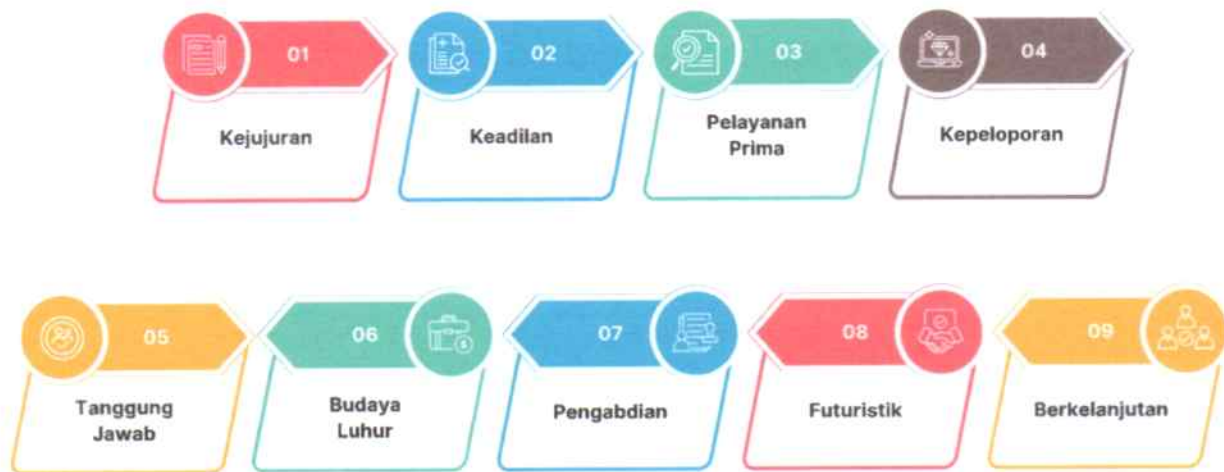 01
Kejujuran
02
Keadilan
03
Pelayanan
Prima
04
Kepeloporan
05
Tanggung
Jawab
06
Budaya
Luhur
07
Pengabdian
08
Futuristik
09
Berkelanjutan